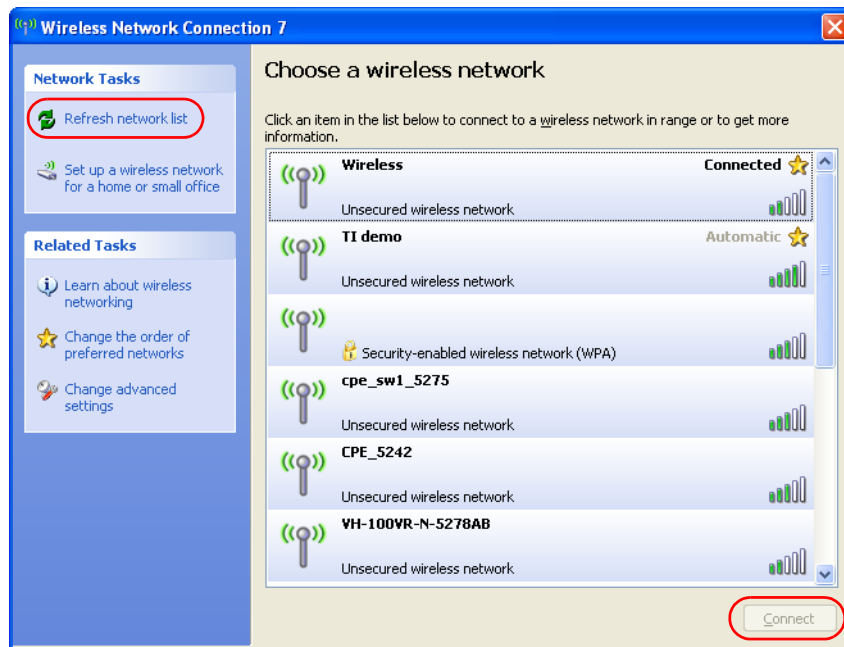 Wireless Network Connection 7
Network Tasks
Refresh network list
Set up a wireless network
for a home or small office
Related Tasks
Learn about wireless
networking
Change the order of
preferred networks
Change advanced
settings
Choose a wireless network
Click an item in the list below to connect to a wireless network in range or to get more
information.
Wireless
Connected
Unsecured wireless network
TI demo
Automatic
Unsecured wireless network
Security-enabled wireless network (WPA)
cpe_sw1_5275
Unsecured wireless network
CPE_5242
Unsecured wireless network
VH-100VR-N-5278AB
Unsecured wireless network
Connect